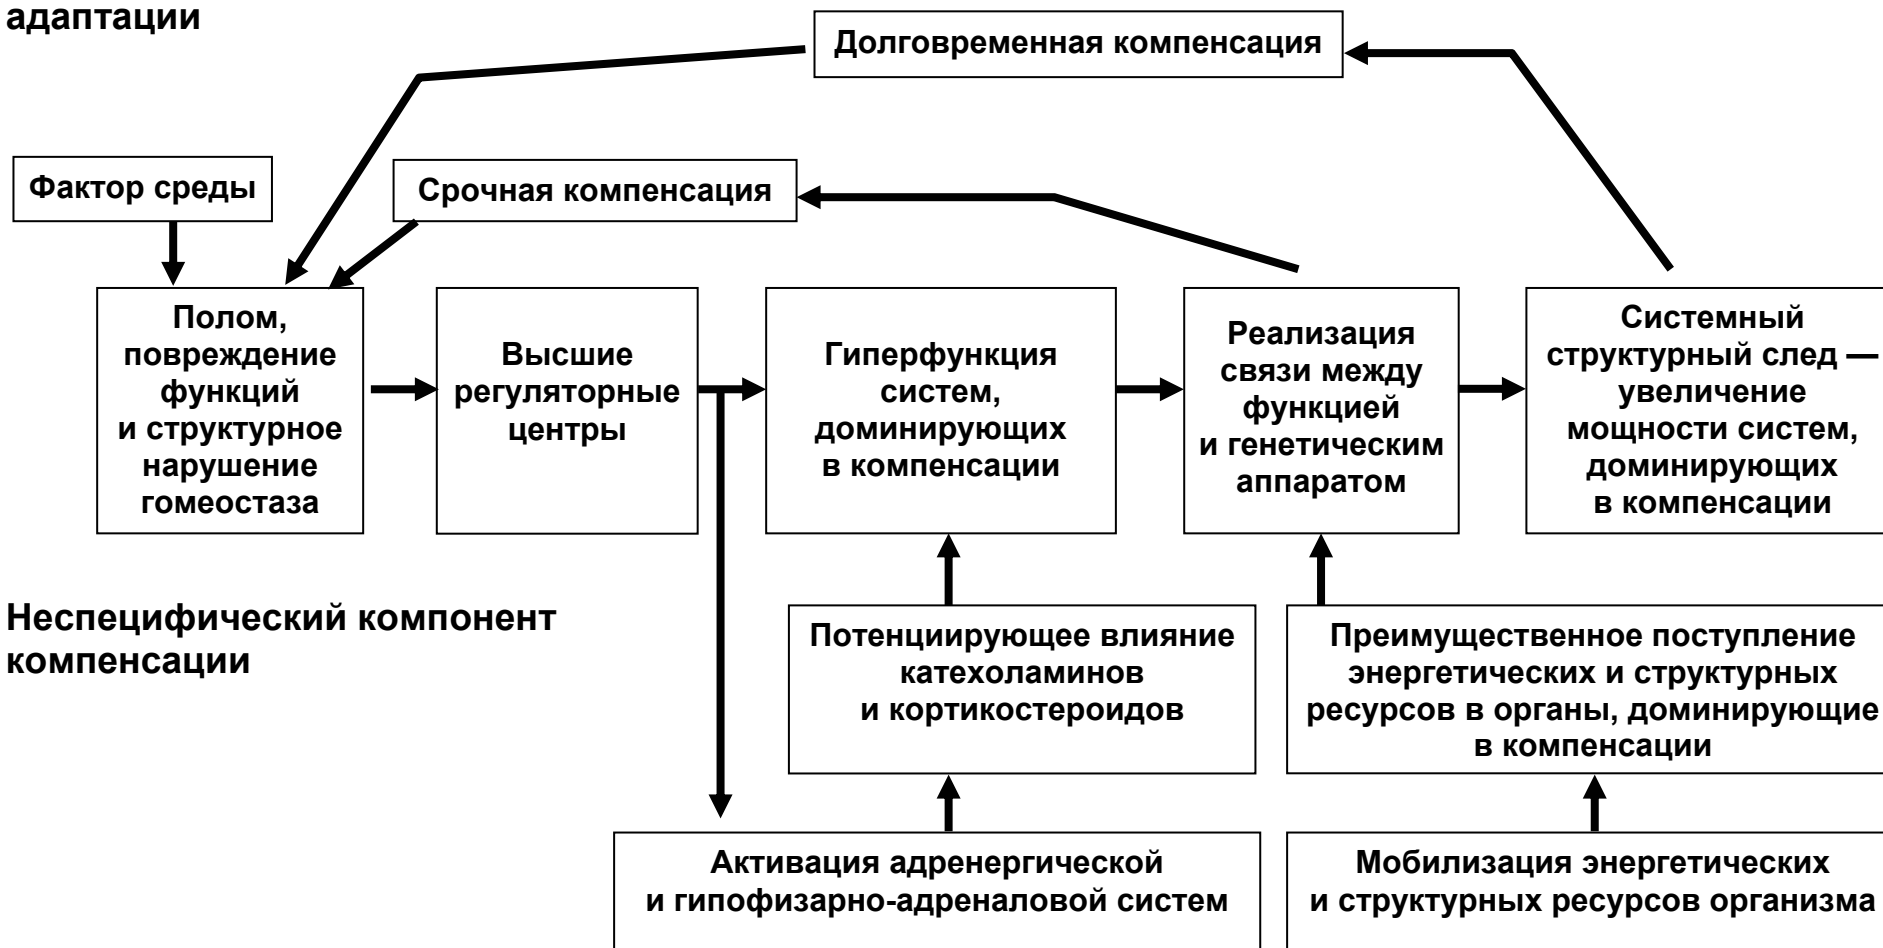 адаптации
Долговременная компенсация
Фактор среды
Срочная компенсация
Полом,
повреждение
функций
и структурное
нарушение
гомеостаза
Высшие
регуляторные
центры
Гиперфункция
систем,
доминирующих
в компенсации
Реализация
связи между
функцией
и генетическим
аппаратом
Системный
структурный след —
увеличение
мощности систем,
доминирующих
в компенсации
Неспецифический компонент
компенсации
Потенциирующее влияние
катехоламинов
и кортикостероидов
Преимущественное поступление
энергетических и структурных
ресурсов в органы, доминирующие
в компенсации
Активация адренергической
и гипофизарно-адреналовой систем
Мобилизация энергетических
и структурных ресурсов организма